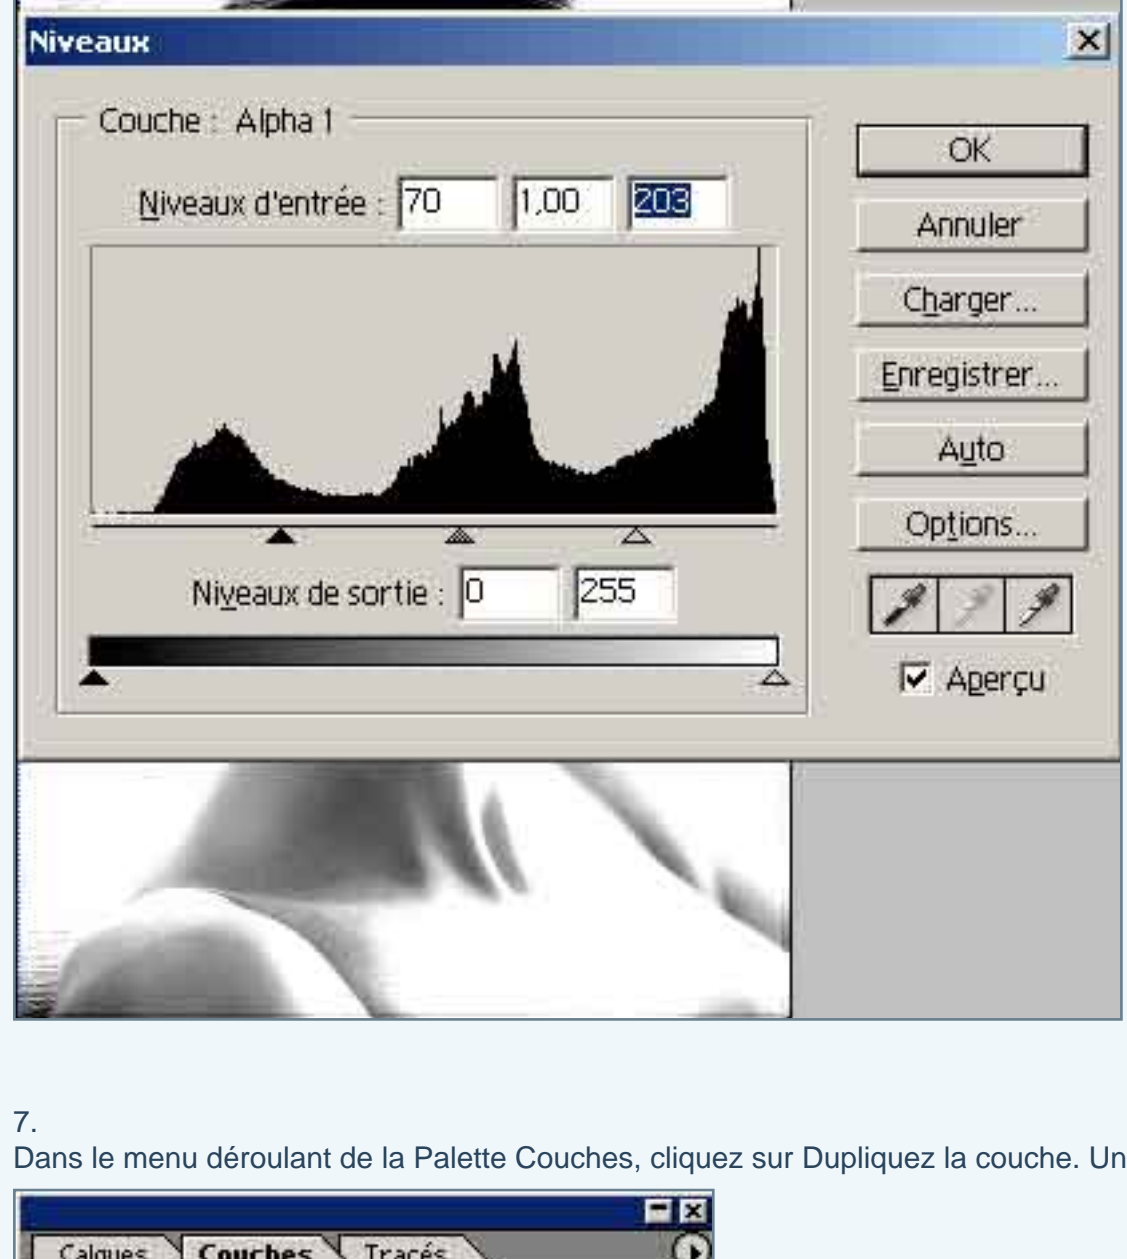 Niveaux
Couche : Alpha 1
Niveaux d'entrée : 70 1,00 203
OK
Annuler
Charger...
Enregistrer...
Auto
Options...
Niveaux de sortie : 0 255
Aperçu
7.
Dans le menu déroulant de la Palette Couches, cliquez sur Dupliquez la couche. Un
Calques Couches Tracés